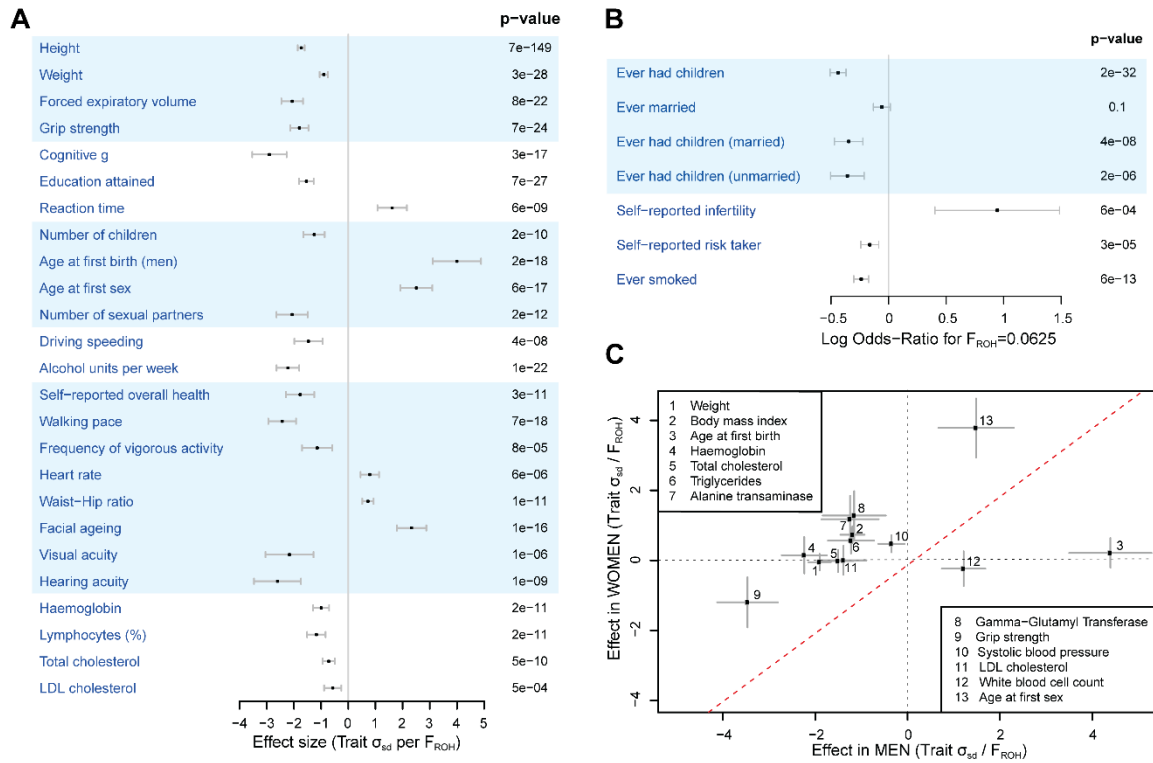 A
p−value
Height 7e−149
Weight 3e−28
Forced expiratory volume 8e−22
Grip strength 7e−24
Cognitive g 3e−17
Education attained 7e−27
Reaction time 6e−09
Number of children 2e−10
Age at first birth (men) 2e−18
Age at first sex 6e−17
Number of sexual partners 2e−12
Driving speeding 4e−08
Alcohol units per week 1e−22
Self−reported overall health 3e−11
Walking pace 7e−18
Frequency of vigorous activity 8e−05
Heart rate 6e−06
Waist−Hip ratio 1e−11
Facial ageing 1e−16
Visual acuity 1e−06
Hearing acuity 1e−09
Haemoglobin 2e−11
Lymphocytes (%) 2e−11
Total cholesterol 5e−10
LDL cholesterol 5e−04
−4 −3 −2 −1 0 1 2 3 4 5
Effect size (Trait σsd per FROH)
B
p−value
Ever had children 2e−32
Ever married 0.1
Ever had children (married) 4e−08
Ever had children (unmarried) 2e−06
Self−reported infertility 6e−04
Self−reported risk taker 3e−05
Ever smoked 6e−13
−0.5 0 0.5 1 1.5
Log Odds−Ratio for FROH=0.0625
C
Effect in WOMEN (Trait σsd / FROH)
4
2
0
−2
−4
1 Weight
2 Body mass index
3 Age at first birth
4 Haemoglobin
5 Total cholesterol
6 Triglycerides
7 Alanine transaminase
13
8
7
2
10
6
4
5
3
1
11
12
9
8 Gamma−Glutamyl Transferase
9 Grip strength
10 Systolic blood pressure
11 LDL cholesterol
12 White blood cell count
13 Age at first sex
−4 −2 0 2 4
Effect in MEN (Trait σsd / FROH)